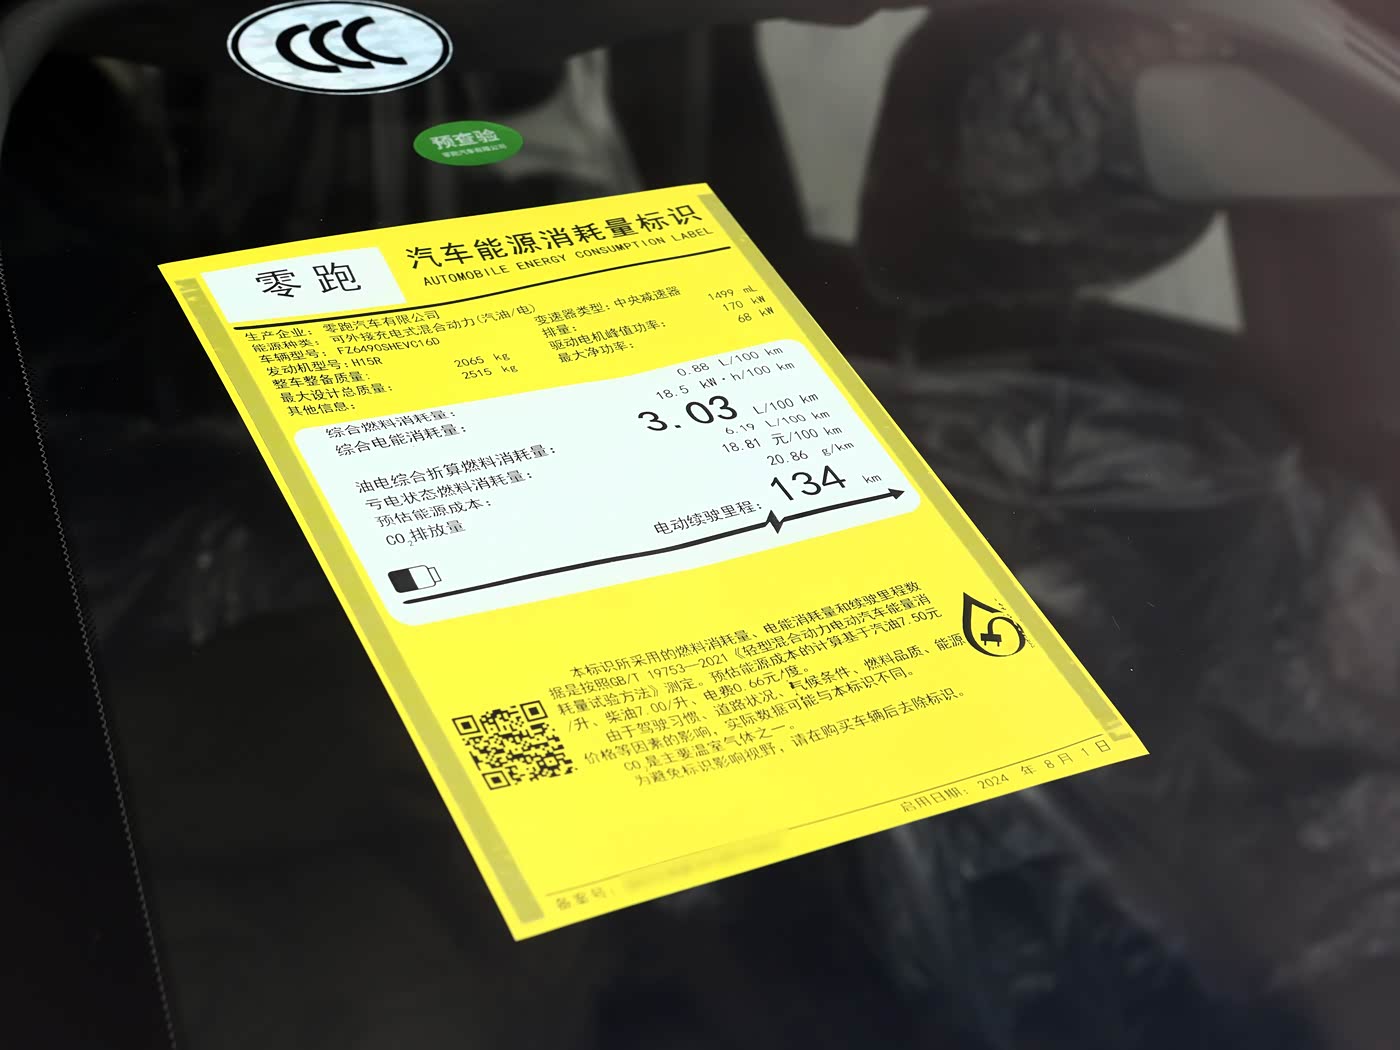 CCC
预查验
零跑汽车有限公司
零跑
汽车能源消耗量标识
AUTOMOBILE ENERGY CONSUMPTION LABEL
生产企业: 零跑汽车有限公司
能源种类: 可外接充电式混合动力(汽油/电)
变速器类型: 中央减速器
车辆型号: FZ6490SHEVC16D
排量: 1499 mL
发动机型号: H15R
驱动电机峰值功率: 170 kW
整车整备质量: 2065 kg
最大净功率: 68 kW
最大设计总质量: 2515 kg
其他信息:
综合燃料消耗量: 0.88 L/100 km
综合电能消耗量: 18.5 kW·h/100 km
油电综合折算燃料消耗量: 3.03 L/100 km
亏电状态燃料消耗量: 6.19 L/100 km
预估能源成本: 18.81 元/100 km
CO₂排放量 20.86 g/km
电动续驶里程: 134 km
本标识所采用的燃料消耗量、电能消耗量和续驶里程数
据是按照GB/T 19753—2021《轻型混合动力电动汽车能量消
耗量试验方法》测定。预估能源成本的计算基于汽油7.50元
/升、柴油7.00/升、电费0.66元/度。
由于驾驶习惯、道路状况、气候条件、燃料品质、能源
价格等因素的影响，实际数据可能与本标识不同。
CO₂是主要温室气体之一。
为避免标识影响视野，请在购买车辆后去除标识。
启用日期: 2024 年 8 月 1 日
备案号: